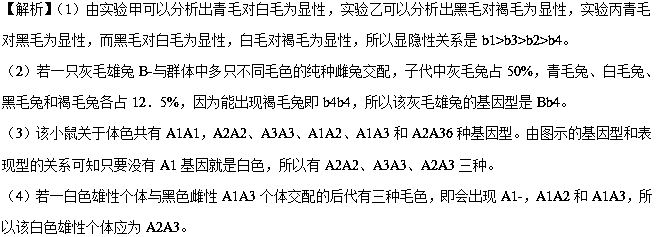 【解析】（1）由实验甲可以分析出青毛对白毛为显性，实验乙可以分析出黑毛对褐毛为显性，实验丙青毛
对黑毛为显性，而黑毛对白毛为显性，白毛对褐毛为显性，所以显隐性关系是 b1>b3>b2>b4。
（2）若一只灰毛雄兔 B-与群体中多只不同毛色的纯种雌兔交配，子代中灰毛兔占 50%，青毛兔、白毛兔、
黑毛兔和褐毛兔各占 12．5%，因为能出现褐毛兔即 b4b4，所以该灰毛雄兔的基因型是 Bb4。
（3）该小鼠关于体色共有 A1A1，A2A2、A3A3、A1A2、A1A3 和 A2A36 种基因型。由图示的基因型和表
现型的关系可知只要没有 A1 基因就是白色，所以有 A2A2、A3A3、A2A3 三种。
（4）若一白色雄性个体与黑色雌性 A1A3 个体交配的后代有三种毛色，即会出现 A1-，A1A2 和 A1A3，所
以该白色雄性个体应为 A2A3。